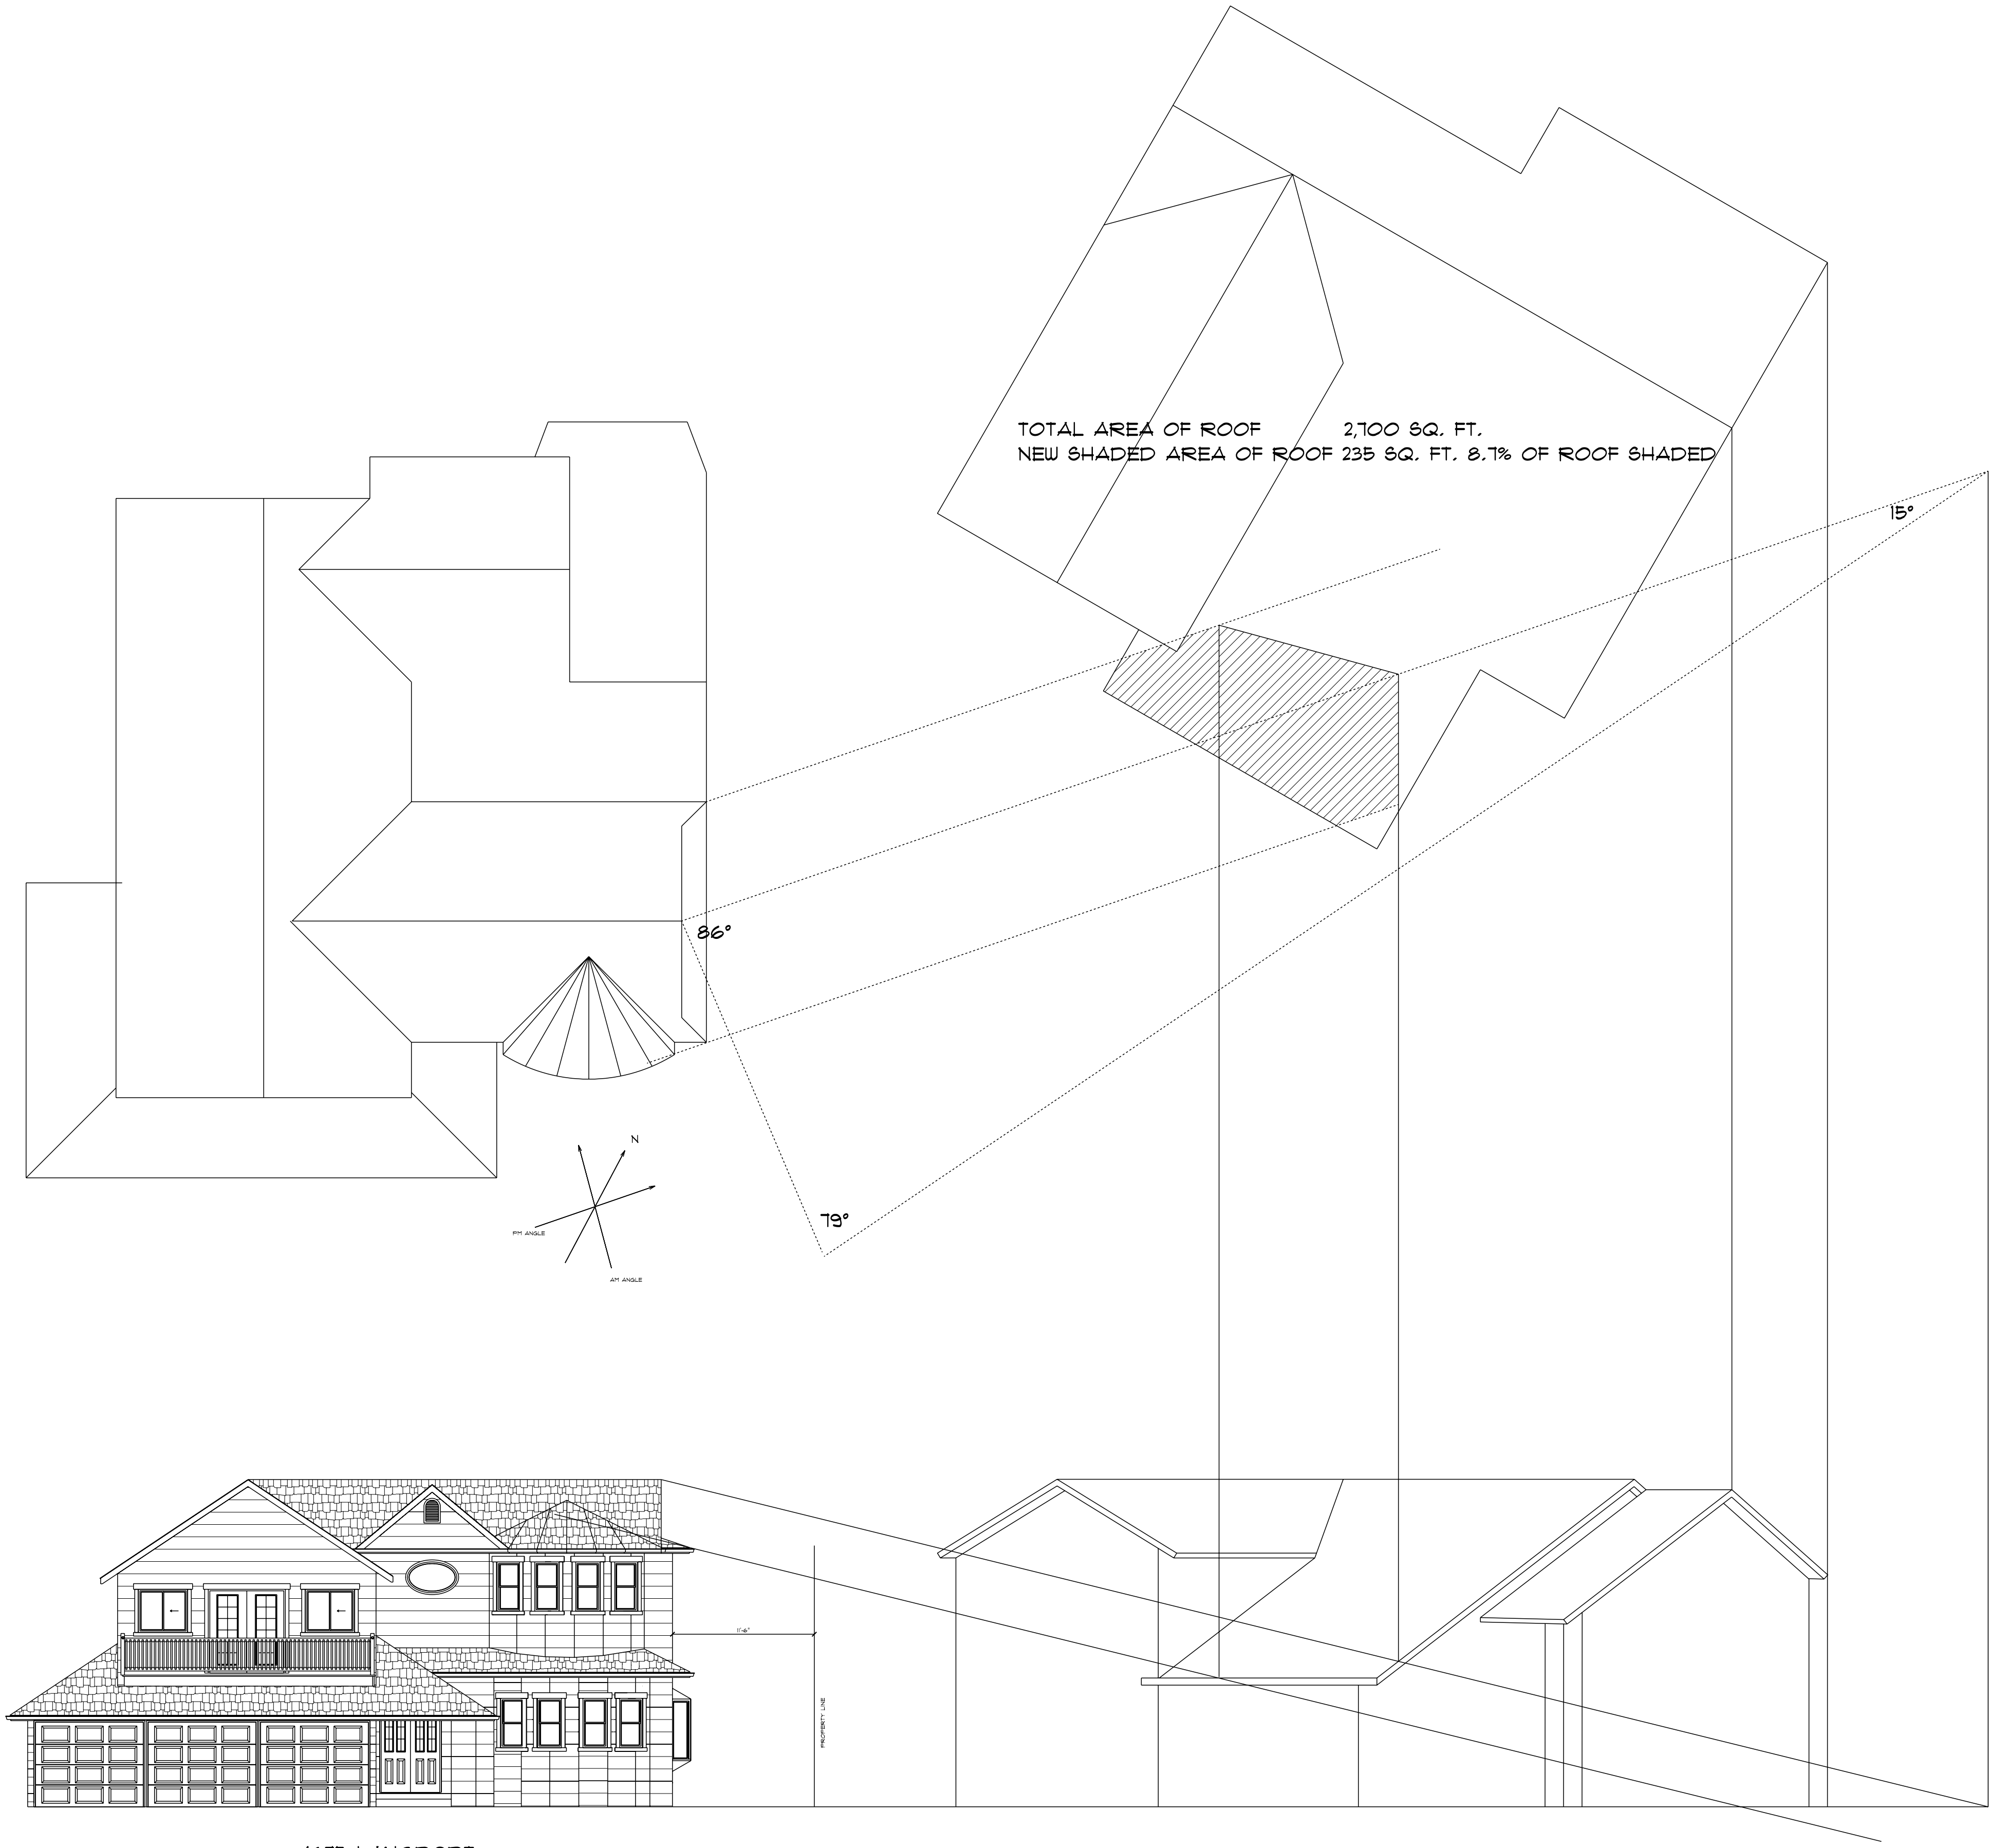 TOTAL AREA OF ROOF 2,700 SQ. FT.
NEW SHADED AREA OF ROOF 235 SQ. FT. 8.7% OF ROOF SHADED
15°
86°
N
79°
PM ANGLE
AM ANGLE
11'-6"
PROPERTY LINE